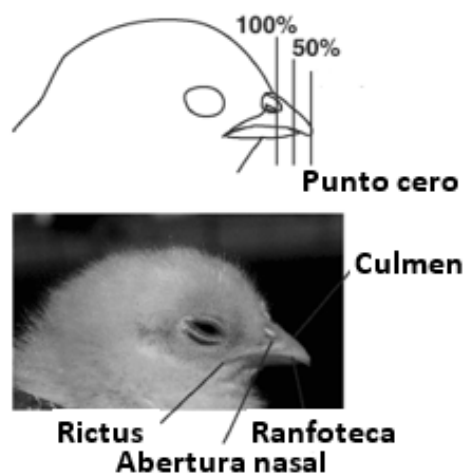 100%
50%
Punto cero
Culmen
Rictus Ranfoteca
Abertura nasal